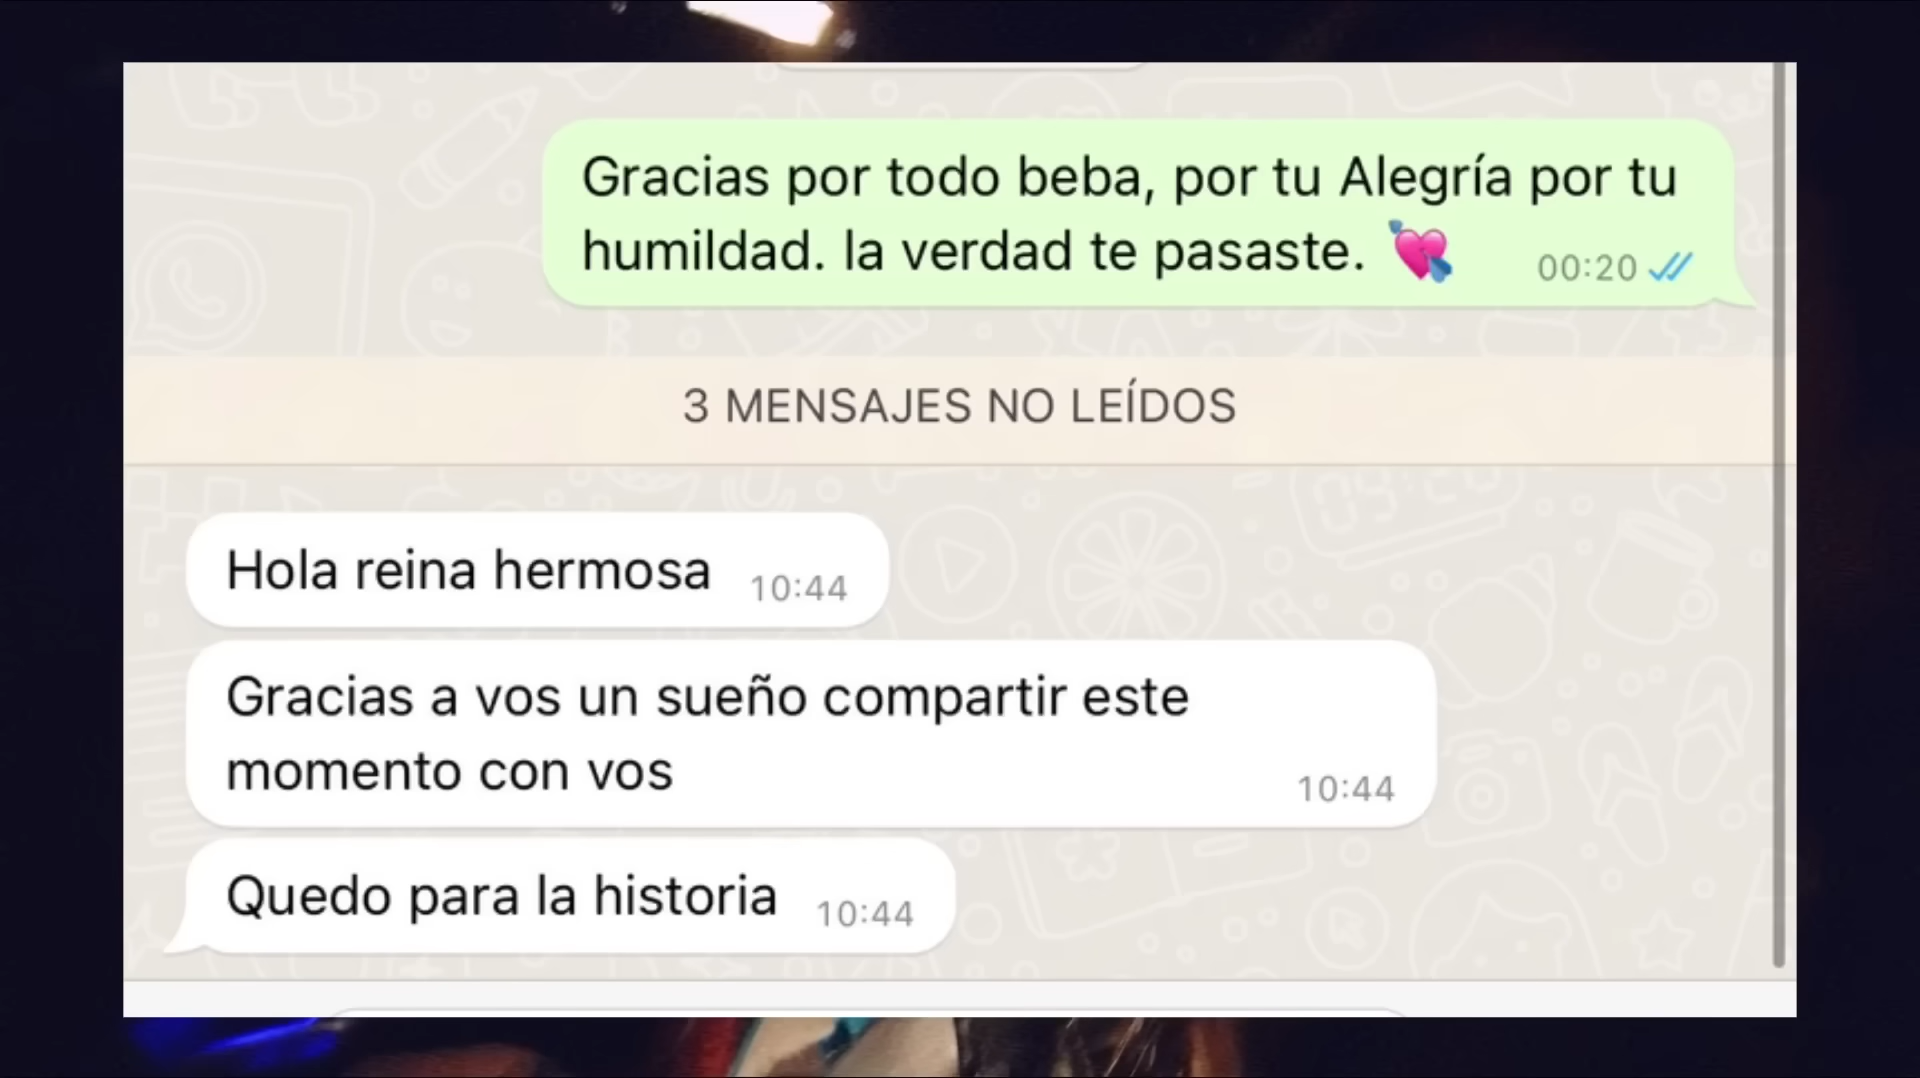 Gracias por todo beba, por tu Alegría por tu
humildad. la verdad te pasaste. 💘 00:20
3 MENSAJES NO LEÍDOS
Hola reina hermosa 10:44
Gracias a vos un sueño compartir este
momento con vos 10:44
Quedo para la historia 10:44